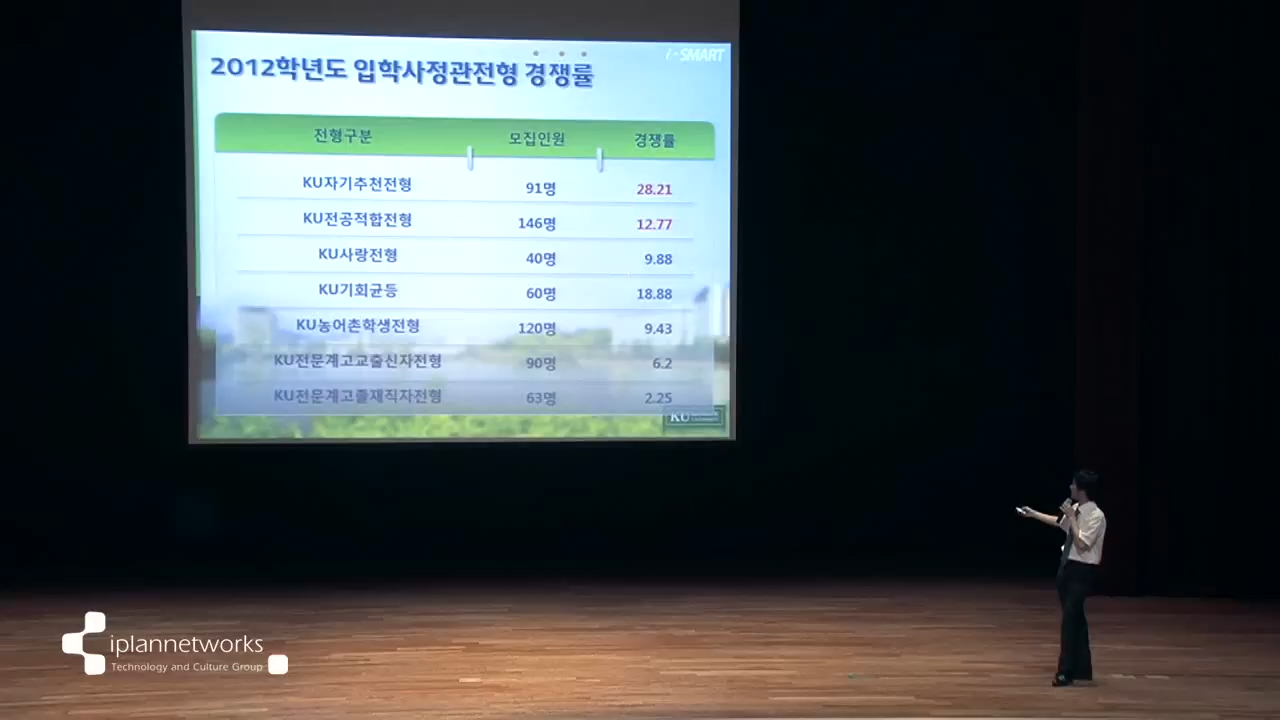 i-SMART
2012학년도 입학사정관전형 경쟁률
전형구분 모집인원 경쟁률
KU자기추천전형 91명 28.21
KU전공적합전형 146명 12.77
KU사랑전형 40명 9.88
KU기회균등 60명 18.88
KU농어촌학생전형 120명 9.43
KU전문계고교출신자전형 90명 6.2
KU전문계고졸재직자전형 63명 2.25
KU
iplannetworks
Technology and Culture Group